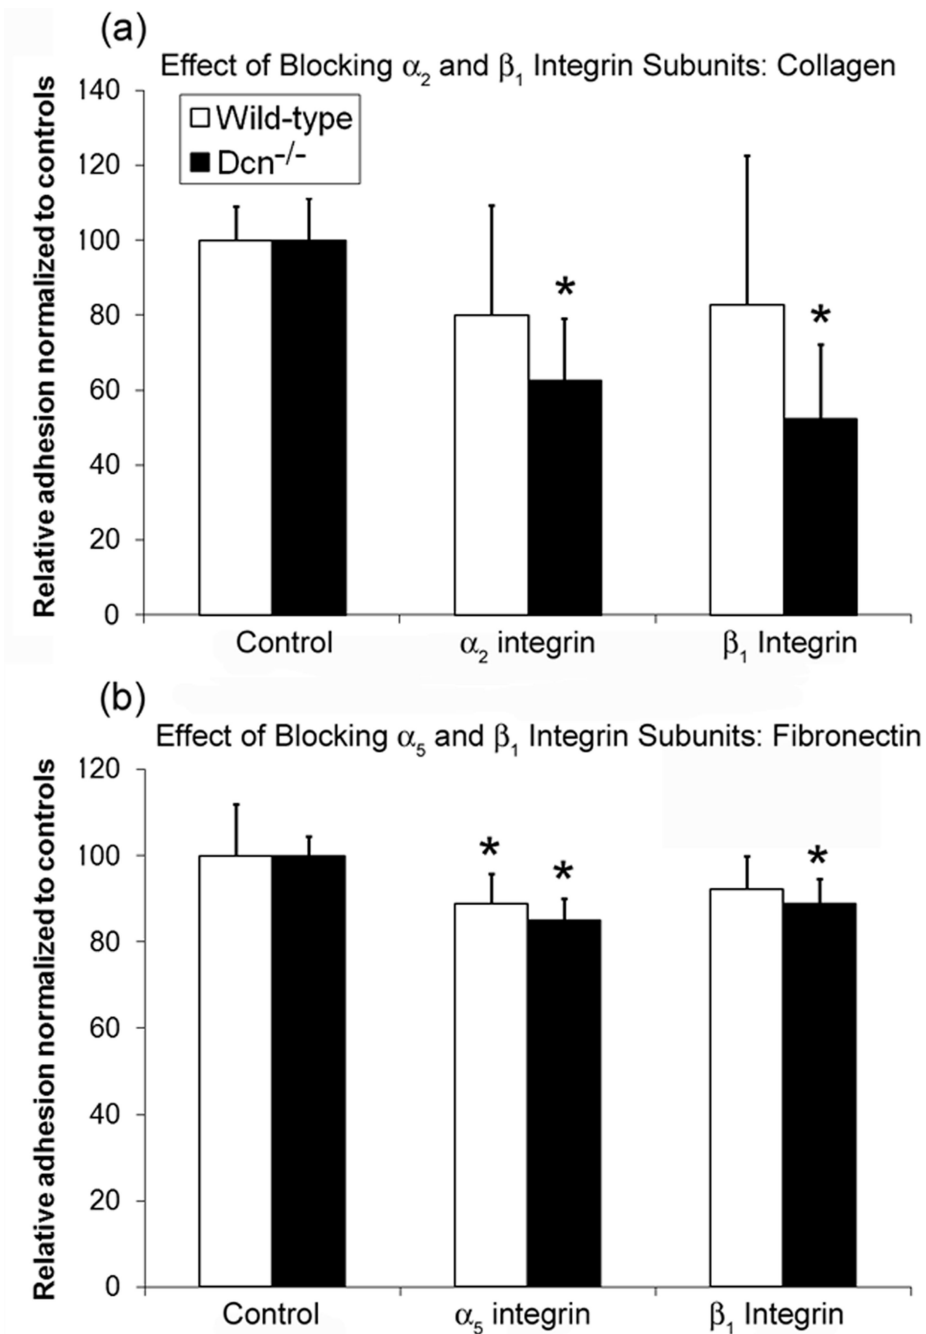 (a)
Effect of Blocking α₂ and β₁ Integrin Subunits: Collagen
Relative adhesion normalized to controls
140
120
100
80
60
40
20
0
Wild-type
Dcn⁻/⁻
*
*
Control
α₂ integrin
β₁ Integrin
(b)
Effect of Blocking α₅ and β₁ Integrin Subunits: Fibronectin
Relative adhesion normalized to controls
120
100
80
60
40
20
0
*
*
*
Control
α₅ integrin
β₁ Integrin